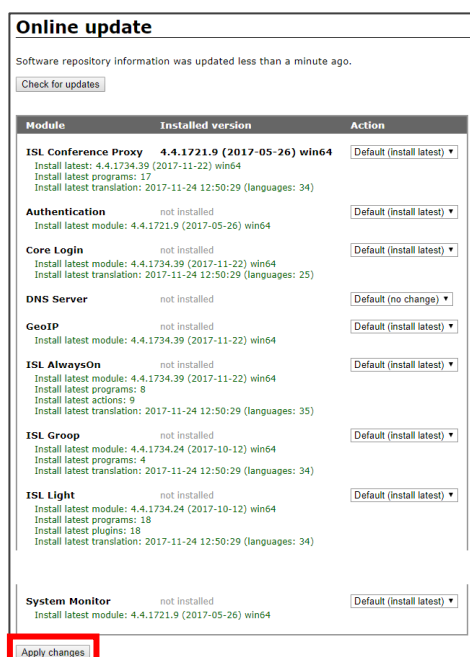 Online update
Software repository information was updated less than a minute ago.
Check for updates
Module Installed version Action
ISL Conference Proxy 4.4.1721.9 (2017-05-26) win64 Default (install latest)
Install latest: 4.4.1734.39 (2017-11-22) win64
Install latest programs: 17
Install latest translation: 2017-11-24 12:50:29 (languages: 34)
Authentication not installed Default (install latest)
Install latest module: 4.4.1721.9 (2017-05-26) win64
Core Login not installed Default (install latest)
Install latest module: 4.4.1734.39 (2017-11-22) win64
Install latest translation: 2017-11-24 12:50:29 (languages: 25)
DNS Server not installed Default (no change)
GeoIP not installed Default (install latest)
Install latest module: 4.4.1734.39 (2017-11-22) win64
ISL AlwaysOn not installed Default (install latest)
Install latest module: 4.4.1734.39 (2017-11-22) win64
Install latest programs: 8
Install latest actions: 9
Install latest translation: 2017-11-24 12:50:29 (languages: 35)
ISL Groop not installed Default (install latest)
Install latest module: 4.4.1734.24 (2017-10-12) win64
Install latest programs: 4
Install latest translation: 2017-11-24 12:50:29 (languages: 34)
ISL Light not installed Default (install latest)
Install latest module: 4.4.1734.24 (2017-10-12) win64
Install latest programs: 18
Install latest plugins: 18
Install latest translation: 2017-11-24 12:50:29 (languages: 34)
System Monitor not installed Default (install latest)
Install latest module: 4.4.1721.9 (2017-05-26) win64
Apply changes